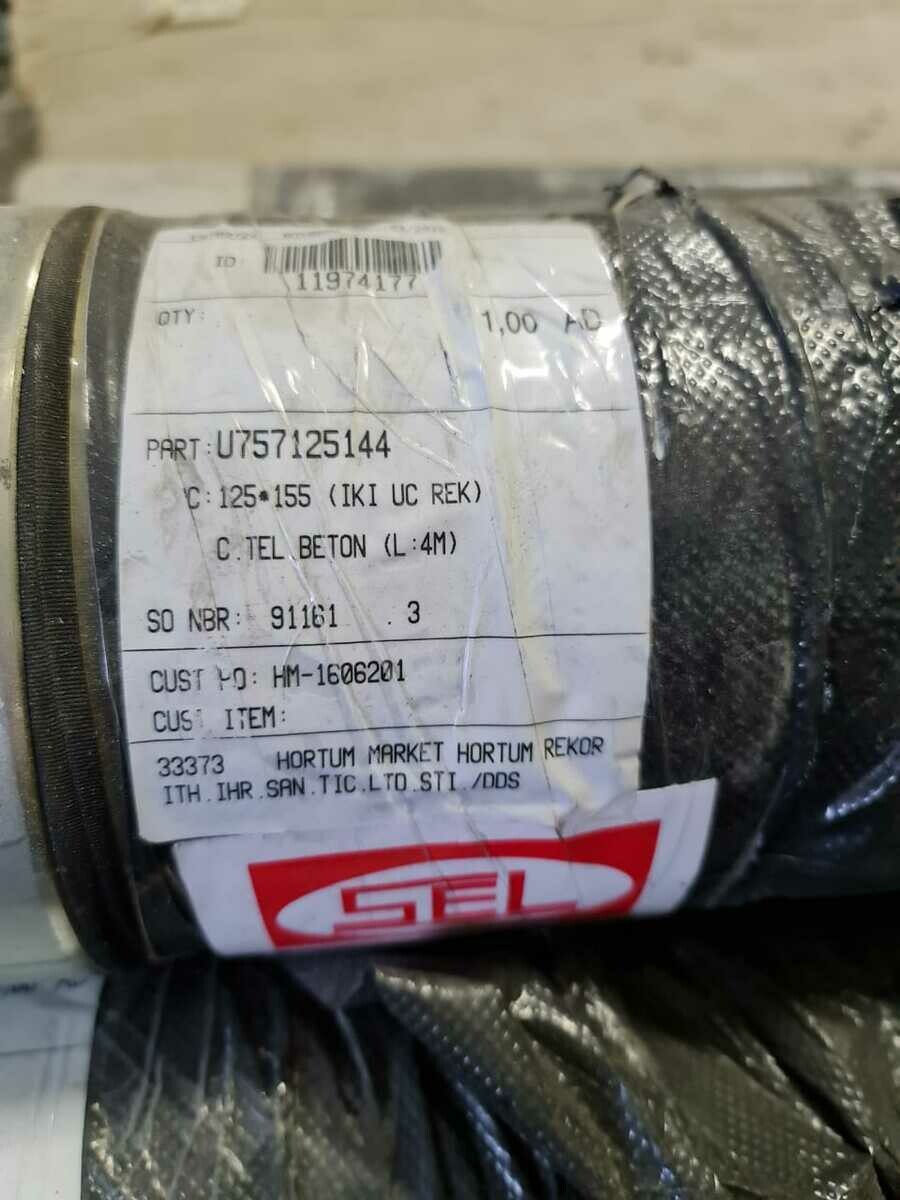 ID:
11974177
QTY:
1,00 AD
PART:U757125144
C:125*155 (IKI UC REK)
C.TEL BETON (L:4M)
SO NBR: 91161 .3
CUST PO: HM-1606201
CUST ITEM:
33373 HORTUM MARKET HORTUM REKOR
ITH.IHR.SAN.TIC.LTD.STI./DDS
SEL